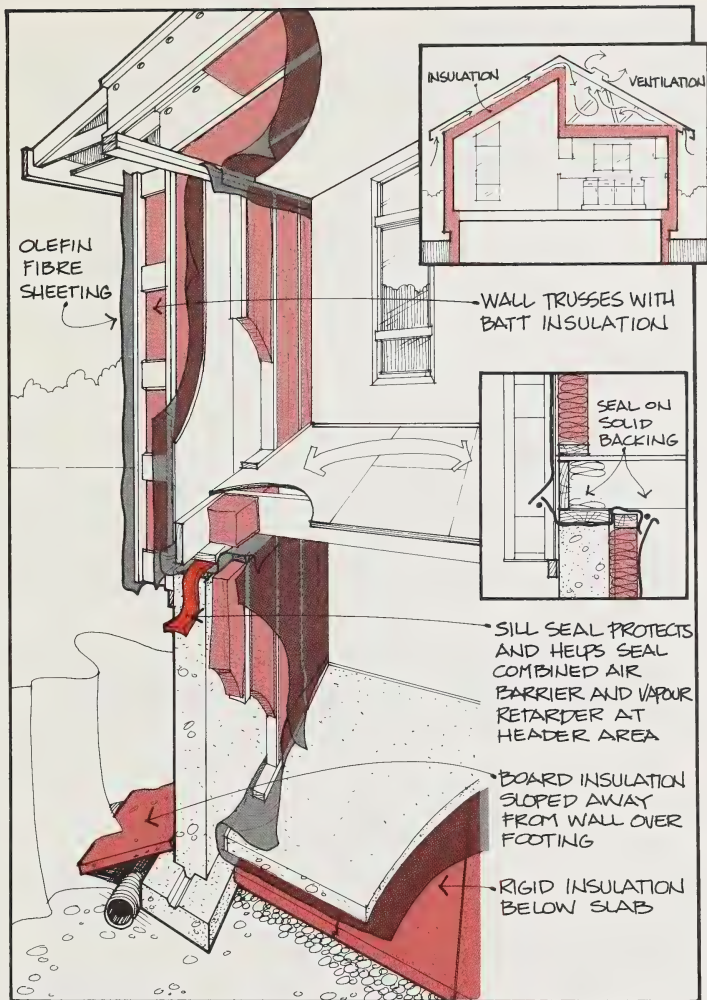 INSULATION
VENTILATION
OLEFIN
FIBRE
SHEETING
WALL TRUSSES WITH
BATT INSULATION
SEAL ON
SOLID
BACKING
SILL SEAL PROTECTS
AND HELPS SEAL
COMBINED AIR
BARRIER AND VAPOUR
RETARDER AT
HEADER AREA
BOARD INSULATION
SLOPED AWAY
FROM WALL OVER
FOOTING
RIGID INSULATION
BELOW SLAB